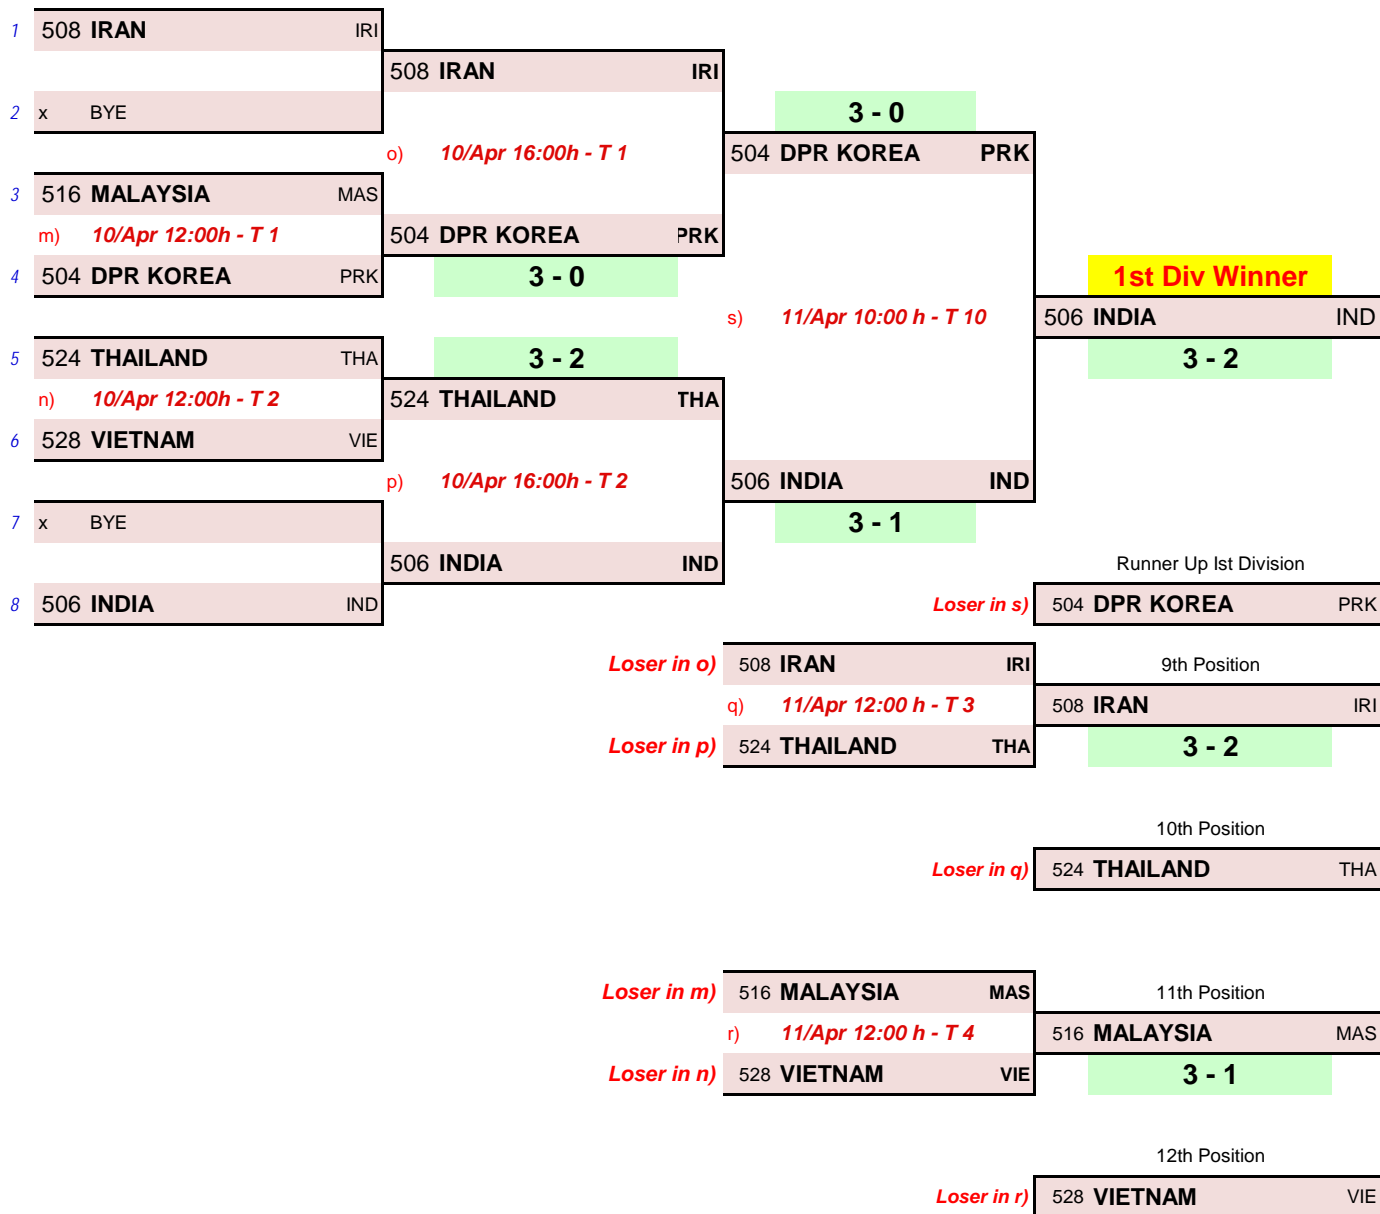 1 508 IRAN IRI
508 IRAN IRI
2 x BYE 3 - 0
o) 10/Apr 16:00h - T 1 504 DPR KOREA PRK
3 516 MALAYSIA MAS
m) 10/Apr 12:00h - T 1 504 DPR KOREA PRK
4 504 DPR KOREA PRK 3 - 0 1st Div Winner
s) 11/Apr 10:00 h - T 10 506 INDIA IND
5 524 THAILAND THA 3 - 2 3 - 2
n) 10/Apr 12:00h - T 2 524 THAILAND THA
6 528 VIETNAM VIE
p) 10/Apr 16:00h - T 2 506 INDIA IND
7 x BYE 3 - 1
506 INDIA IND Runner Up Ist Division
8 506 INDIA IND Loser in s) 504 DPR KOREA PRK
Loser in o) 508 IRAN IRI 9th Position
q) 11/Apr 12:00 h - T 3 508 IRAN IRI
Loser in p) 524 THAILAND THA 3 - 2
10th Position
Loser in q) 524 THAILAND THA
Loser in m) 516 MALAYSIA MAS 11th Position
r) 11/Apr 12:00 h - T 4 516 MALAYSIA MAS
Loser in n) 528 VIETNAM VIE 3 - 1
12th Position
Loser in r) 528 VIETNAM VIE